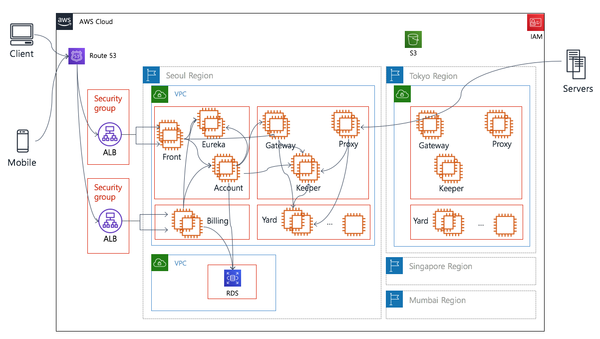 aws
AWS Cloud
IAM
Client
Route 53
S3
Servers
Mobile
Security
group
ALB
Security
group
ALB
Seoul Region
VPC
Front
Eureka
Account
Gateway
Proxy
Keeper
Billing
Yard
...
VPC
RDS
Tokyo Region
Gateway
Proxy
Keeper
Yard
...
Singapore Region
Mumbai Region